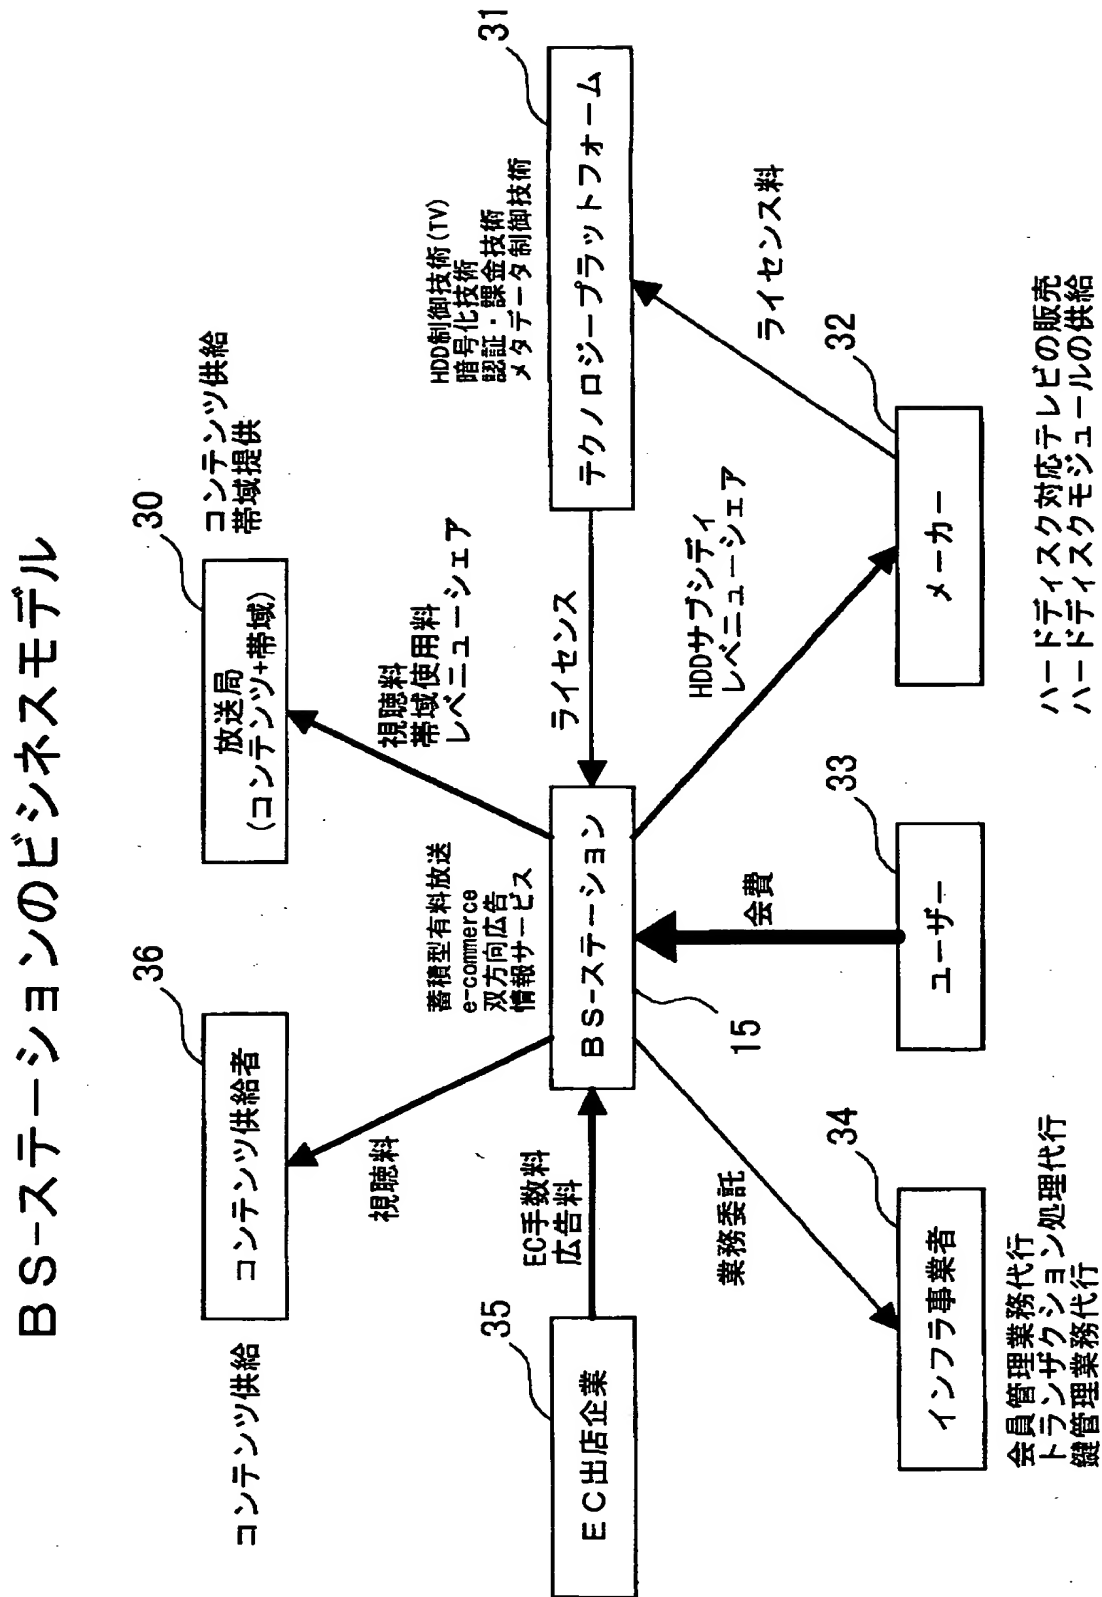 BS-ステーションのビジネスモデル
コンテンツ供給
36
コンテンツ供給者
30
放送局
(コンテンツ+帯域)
コンテンツ供給
帯域提供
視聴料
視聴料
帯域使用料
レベニューシェア
蓄積型有料放送
e-commerce
双方向広告
情報サービス
HDD制御技術(TV)
暗号化技術
認証・課金技術
メタデータ制御技術
35
EC出店企業
EC手数料
広告料
BS-ステーション
15
ライセンス
テクノロジープラットフォーム
31
業務委託
会費
HDDサブシディ
レベニューシェア
ライセンス料
34
インフラ事業者
33
ユーザー
32
メーカー
会員管理業務代行
トランザクション処理代行
鍵管理業務代行
ハードディスク対応テレビの販売
ハードディスクモジュールの供給